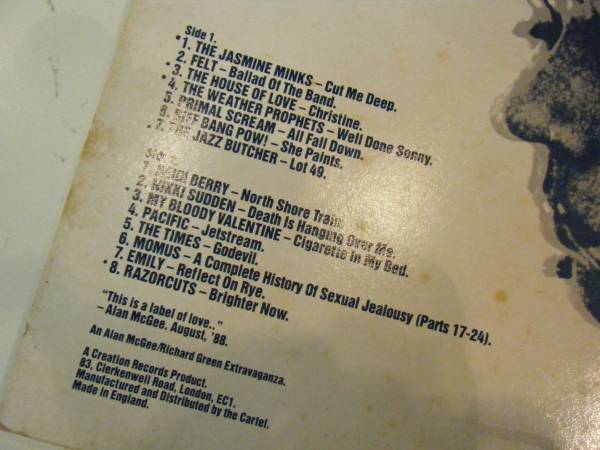 Side 1.
• 1. THE JASMINE MINKS – Cut Me Deep.
2. FELT – Ballad Of The Band.
• 3. THE HOUSE OF LOVE – Christine.
• 4. THE WEATHER PROPHETS – Well Done Sonny.
5. PRIMAL SCREAM – All Fall Down.
6. BIFF BANG POW! – She Paints.
• 7. THE JAZZ BUTCHER – Lot 49.
Side 2.
1. HEIDI BERRY – North Shore Train.
2. NIKKI SUDDEN – Death Is Hanging Over Me.
• 3. MY BLOODY VALENTINE – Cigarette In My Bed.
4. PACIFIC – Jetstream.
5. THE TIMES – Godevil.
6. MOMUS – A Complete History Of Sexual Jealousy (Parts 17-24).
7. EMILY – Reflect On Rye.
• 8. RAZORCUTS – Brighter Now.
"This is a label of love.."
– Alan McGee. August, '88.
An Alan McGee/Richard Green Extravaganza.
A Creation Records Product.
83, Clerkenwell Road, London, EC1.
Manufactured and Distributed by the Cartel.
Made in England.